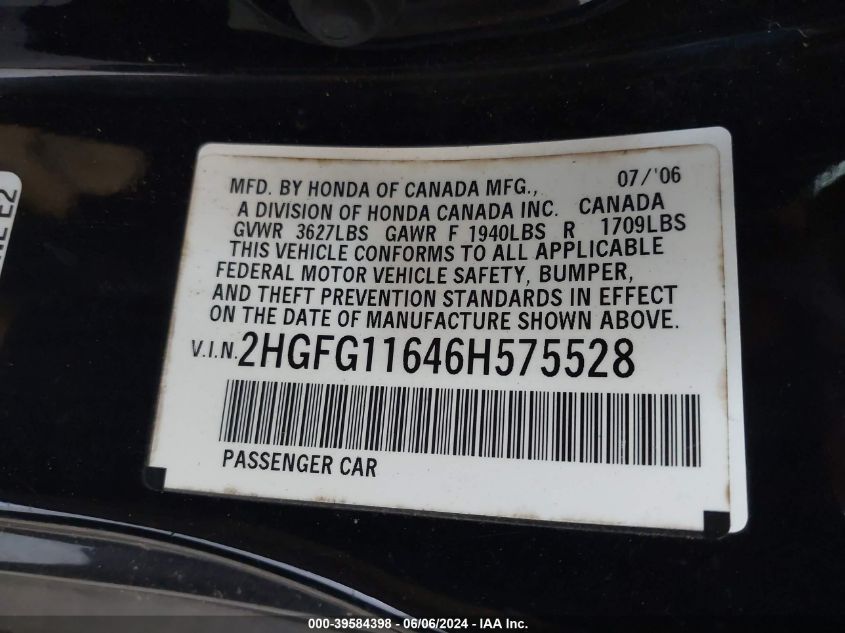 MFD. BY HONDA OF CANADA MFG., 07/'06
A DIVISION OF HONDA CANADA INC. CANADA
GVWR 3627LBS GAWR F 1940LBS R 1709LBS
THIS VEHICLE CONFORMS TO ALL APPLICABLE
FEDERAL MOTOR VEHICLE SAFETY, BUMPER,
AND THEFT PREVENTION STANDARDS IN EFFECT
ON THE DATE OF MANUFACTURE SHOWN ABOVE.
V.I.N. 2HGFG11646H575528
PASSENGER CAR
E2
000-39584398 - 06/06/2024 - IAA Inc.